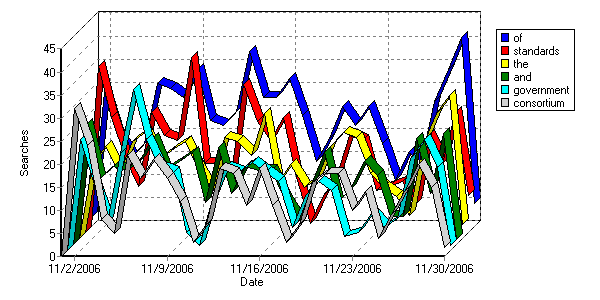 45
40
35
30
25
20
15
10
5
0
Searches
11/2/2006 11/9/2006 11/16/2006 11/23/2006 11/30/2006
Date
of
standards
the
and
government
consortium